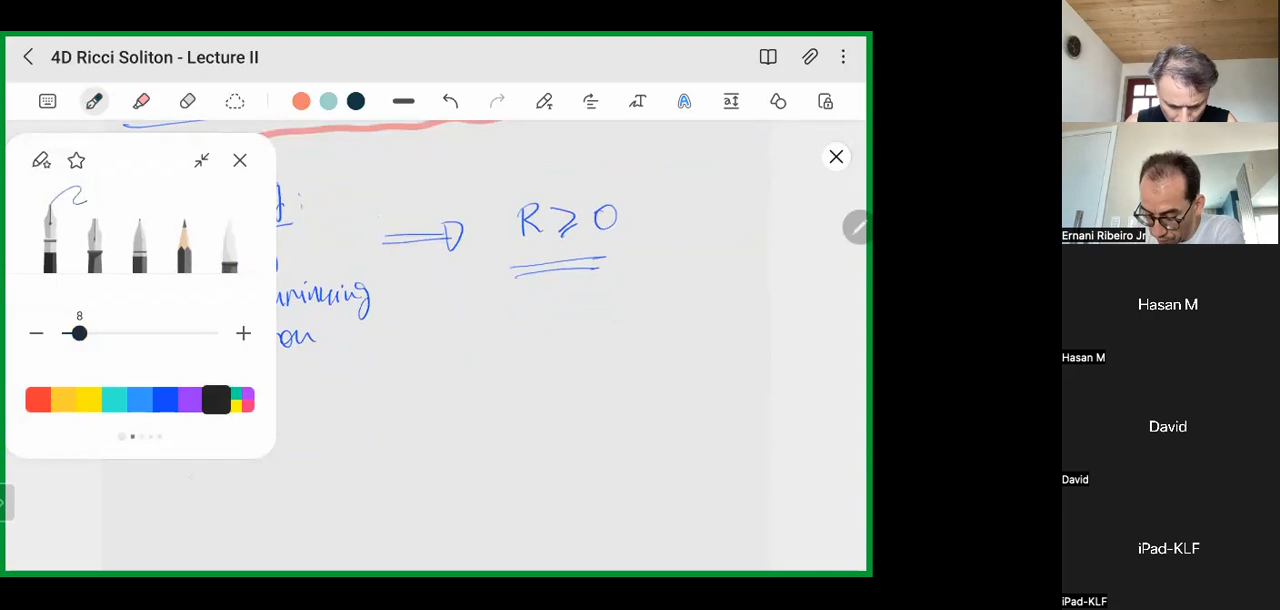 4D Ricci Soliton - Lecture II
R ⩾ 0
8
Ernani Ribeiro Jr
Hasan M
Hasan M
David
David
iPad-KLF
iPad-KLF